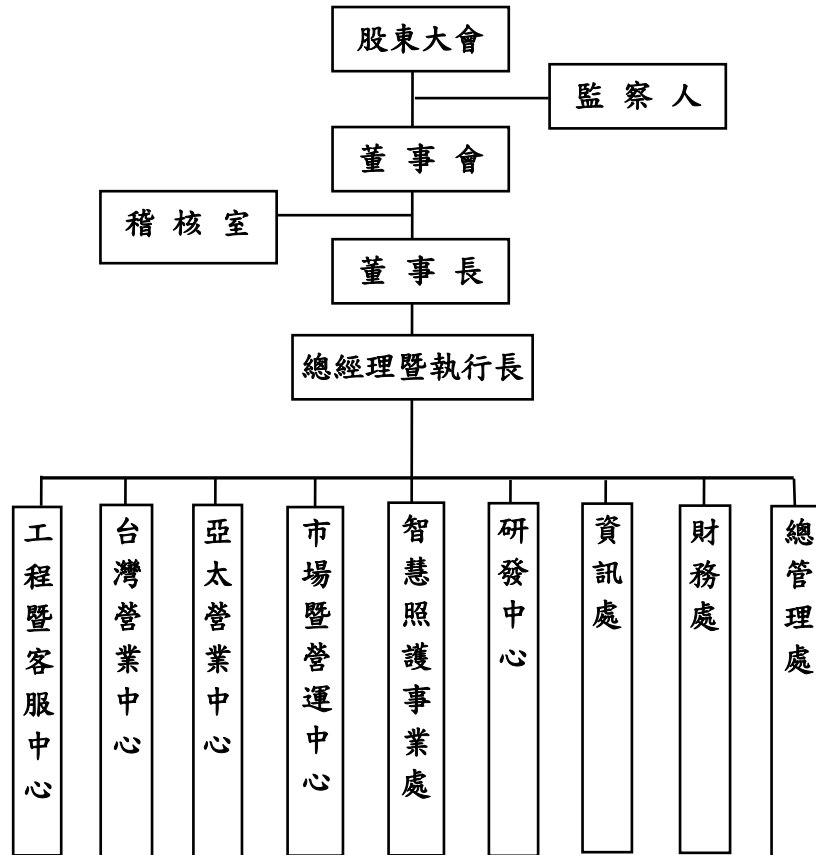 股東大會
監 察 人
董 事 會
稽 核 室
董 事 長
總經理暨執行長
工程暨客服中心
台灣營業中心
亞太營業中心
市場暨營運中心
智慧照護事業處
研發中心
資訊處
財務處
總管理處